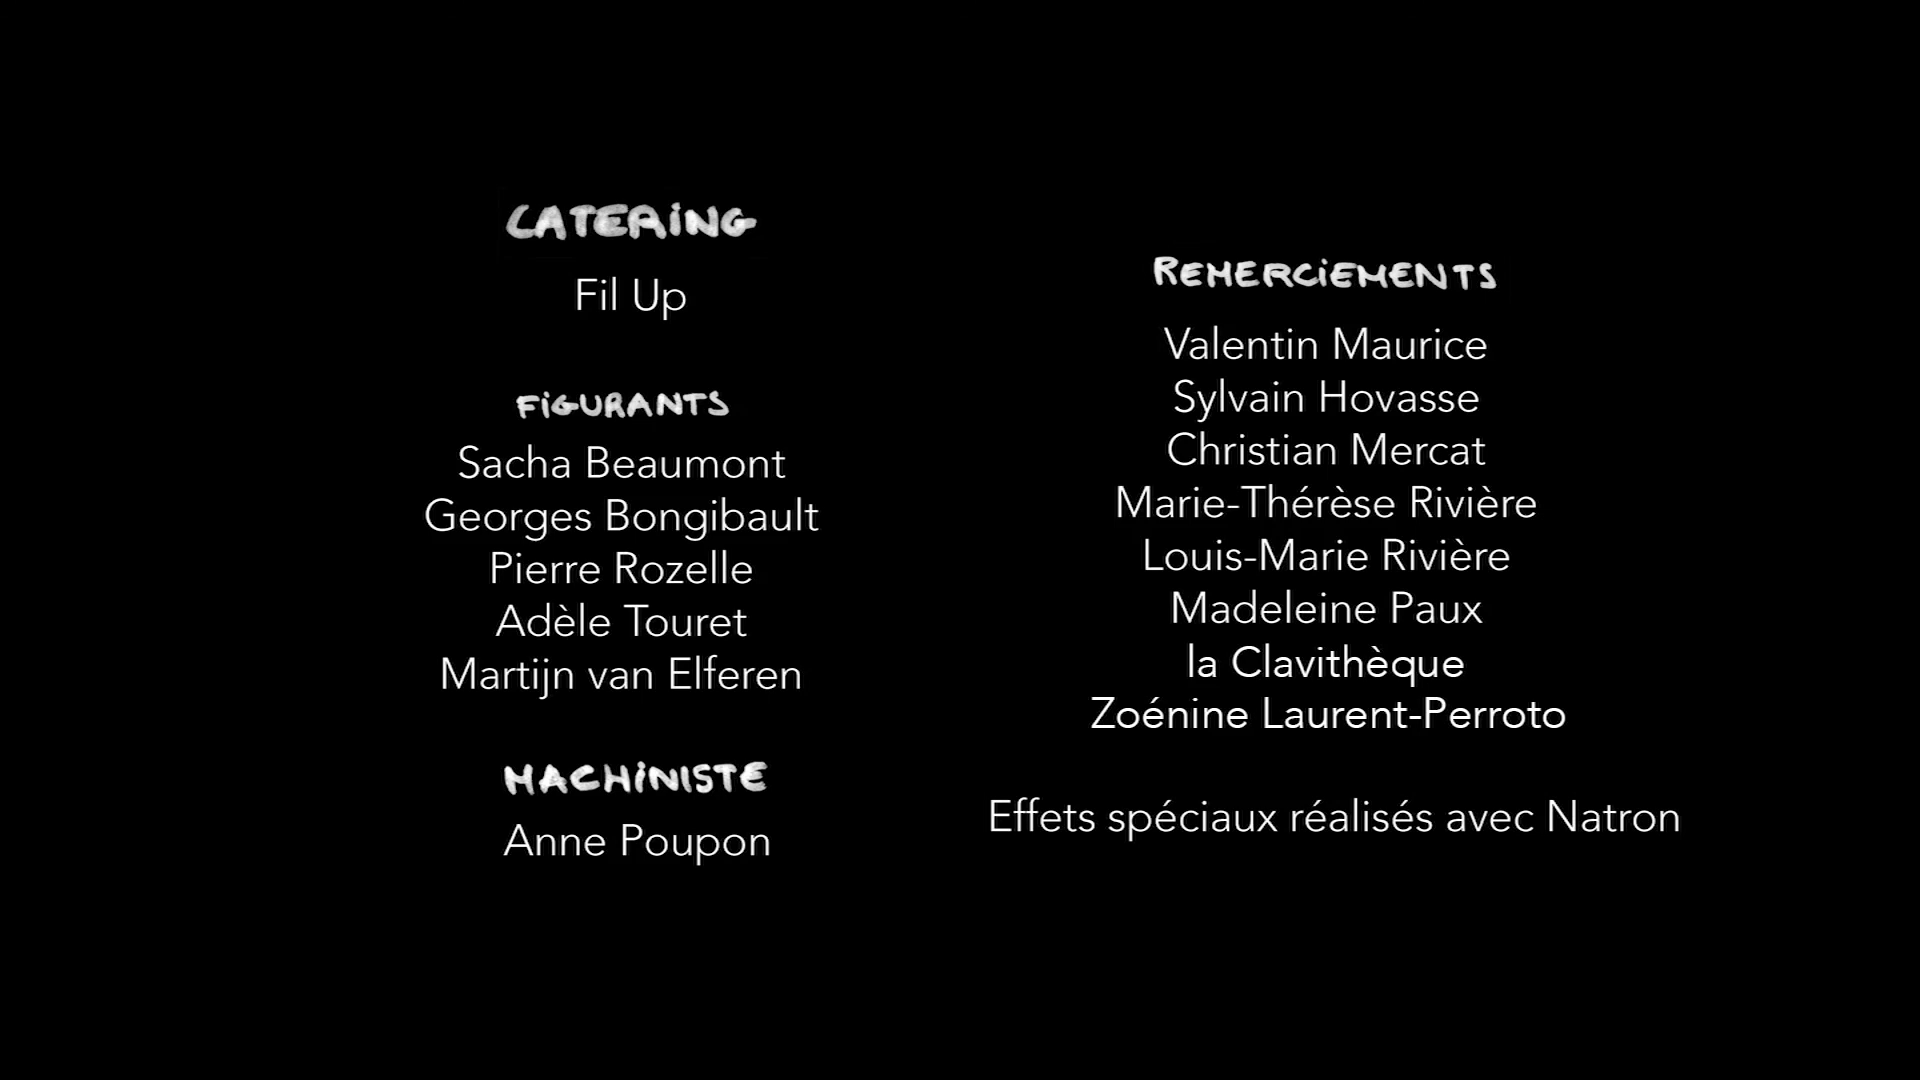 CATERING
Fil Up
FIGURANTS
Sacha Beaumont
Georges Bongibault
Pierre Rozelle
Adèle Touret
Martijn van Elferen
MACHINISTE
Anne Poupon
REMERCIEMENTS
Valentin Maurice
Sylvain Hovasse
Christian Mercat
Marie-Thérèse Rivière
Louis-Marie Rivière
Madeleine Paux
la Clavithèque
Zoénine Laurent-Perroto
Effets spéciaux réalisés avec Natron